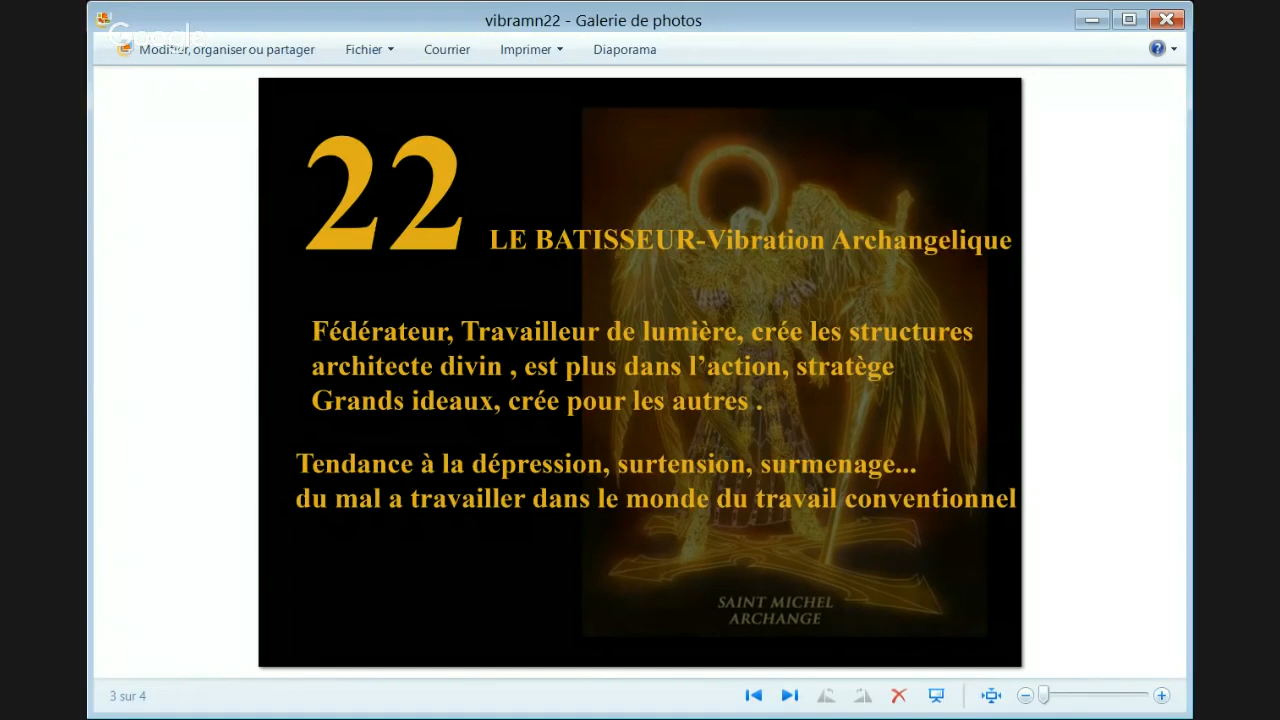 vibramn22 - Galerie de photos
Google
Modifier, organiser ou partager Fichier Courrier Imprimer Diaporama
22
LE BATISSEUR-Vibration Archangelique
Fédérateur, Travailleur de lumière, crée les structures
architecte divin , est plus dans l’action, stratège
Grands ideaux, crée pour les autres .
Tendance à la dépression, surtension, surmenage...
du mal a travailler dans le monde du travail conventionnel
SAINT MICHEL
ARCHANGE
3 sur 4